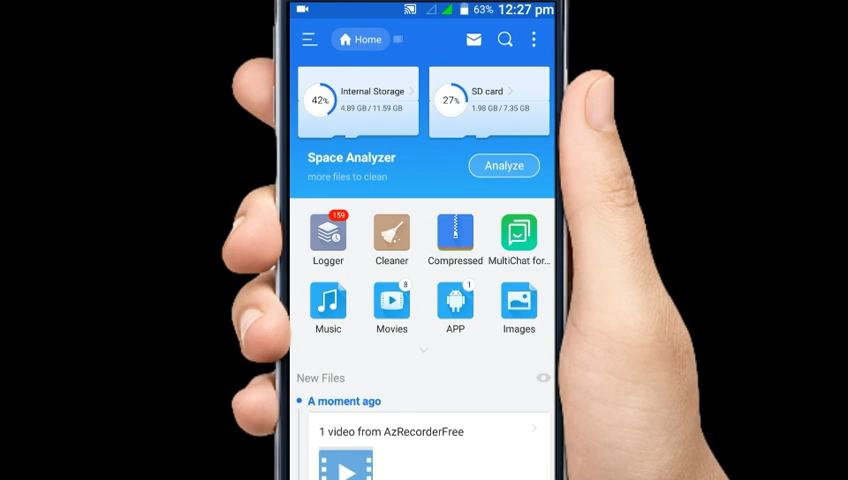 63% 12:27 pm
Home
42%
Internal Storage
4.89 GB / 11.59 GB
27%
SD card
1.98 GB / 7.35 GB
Space Analyzer
more files to clean
Analyze
159
Logger
Cleaner
Compressed
MultiChat for...
8
1
Music
Movies
APP
Images
New Files
A moment ago
1 video from AzRecorderFree